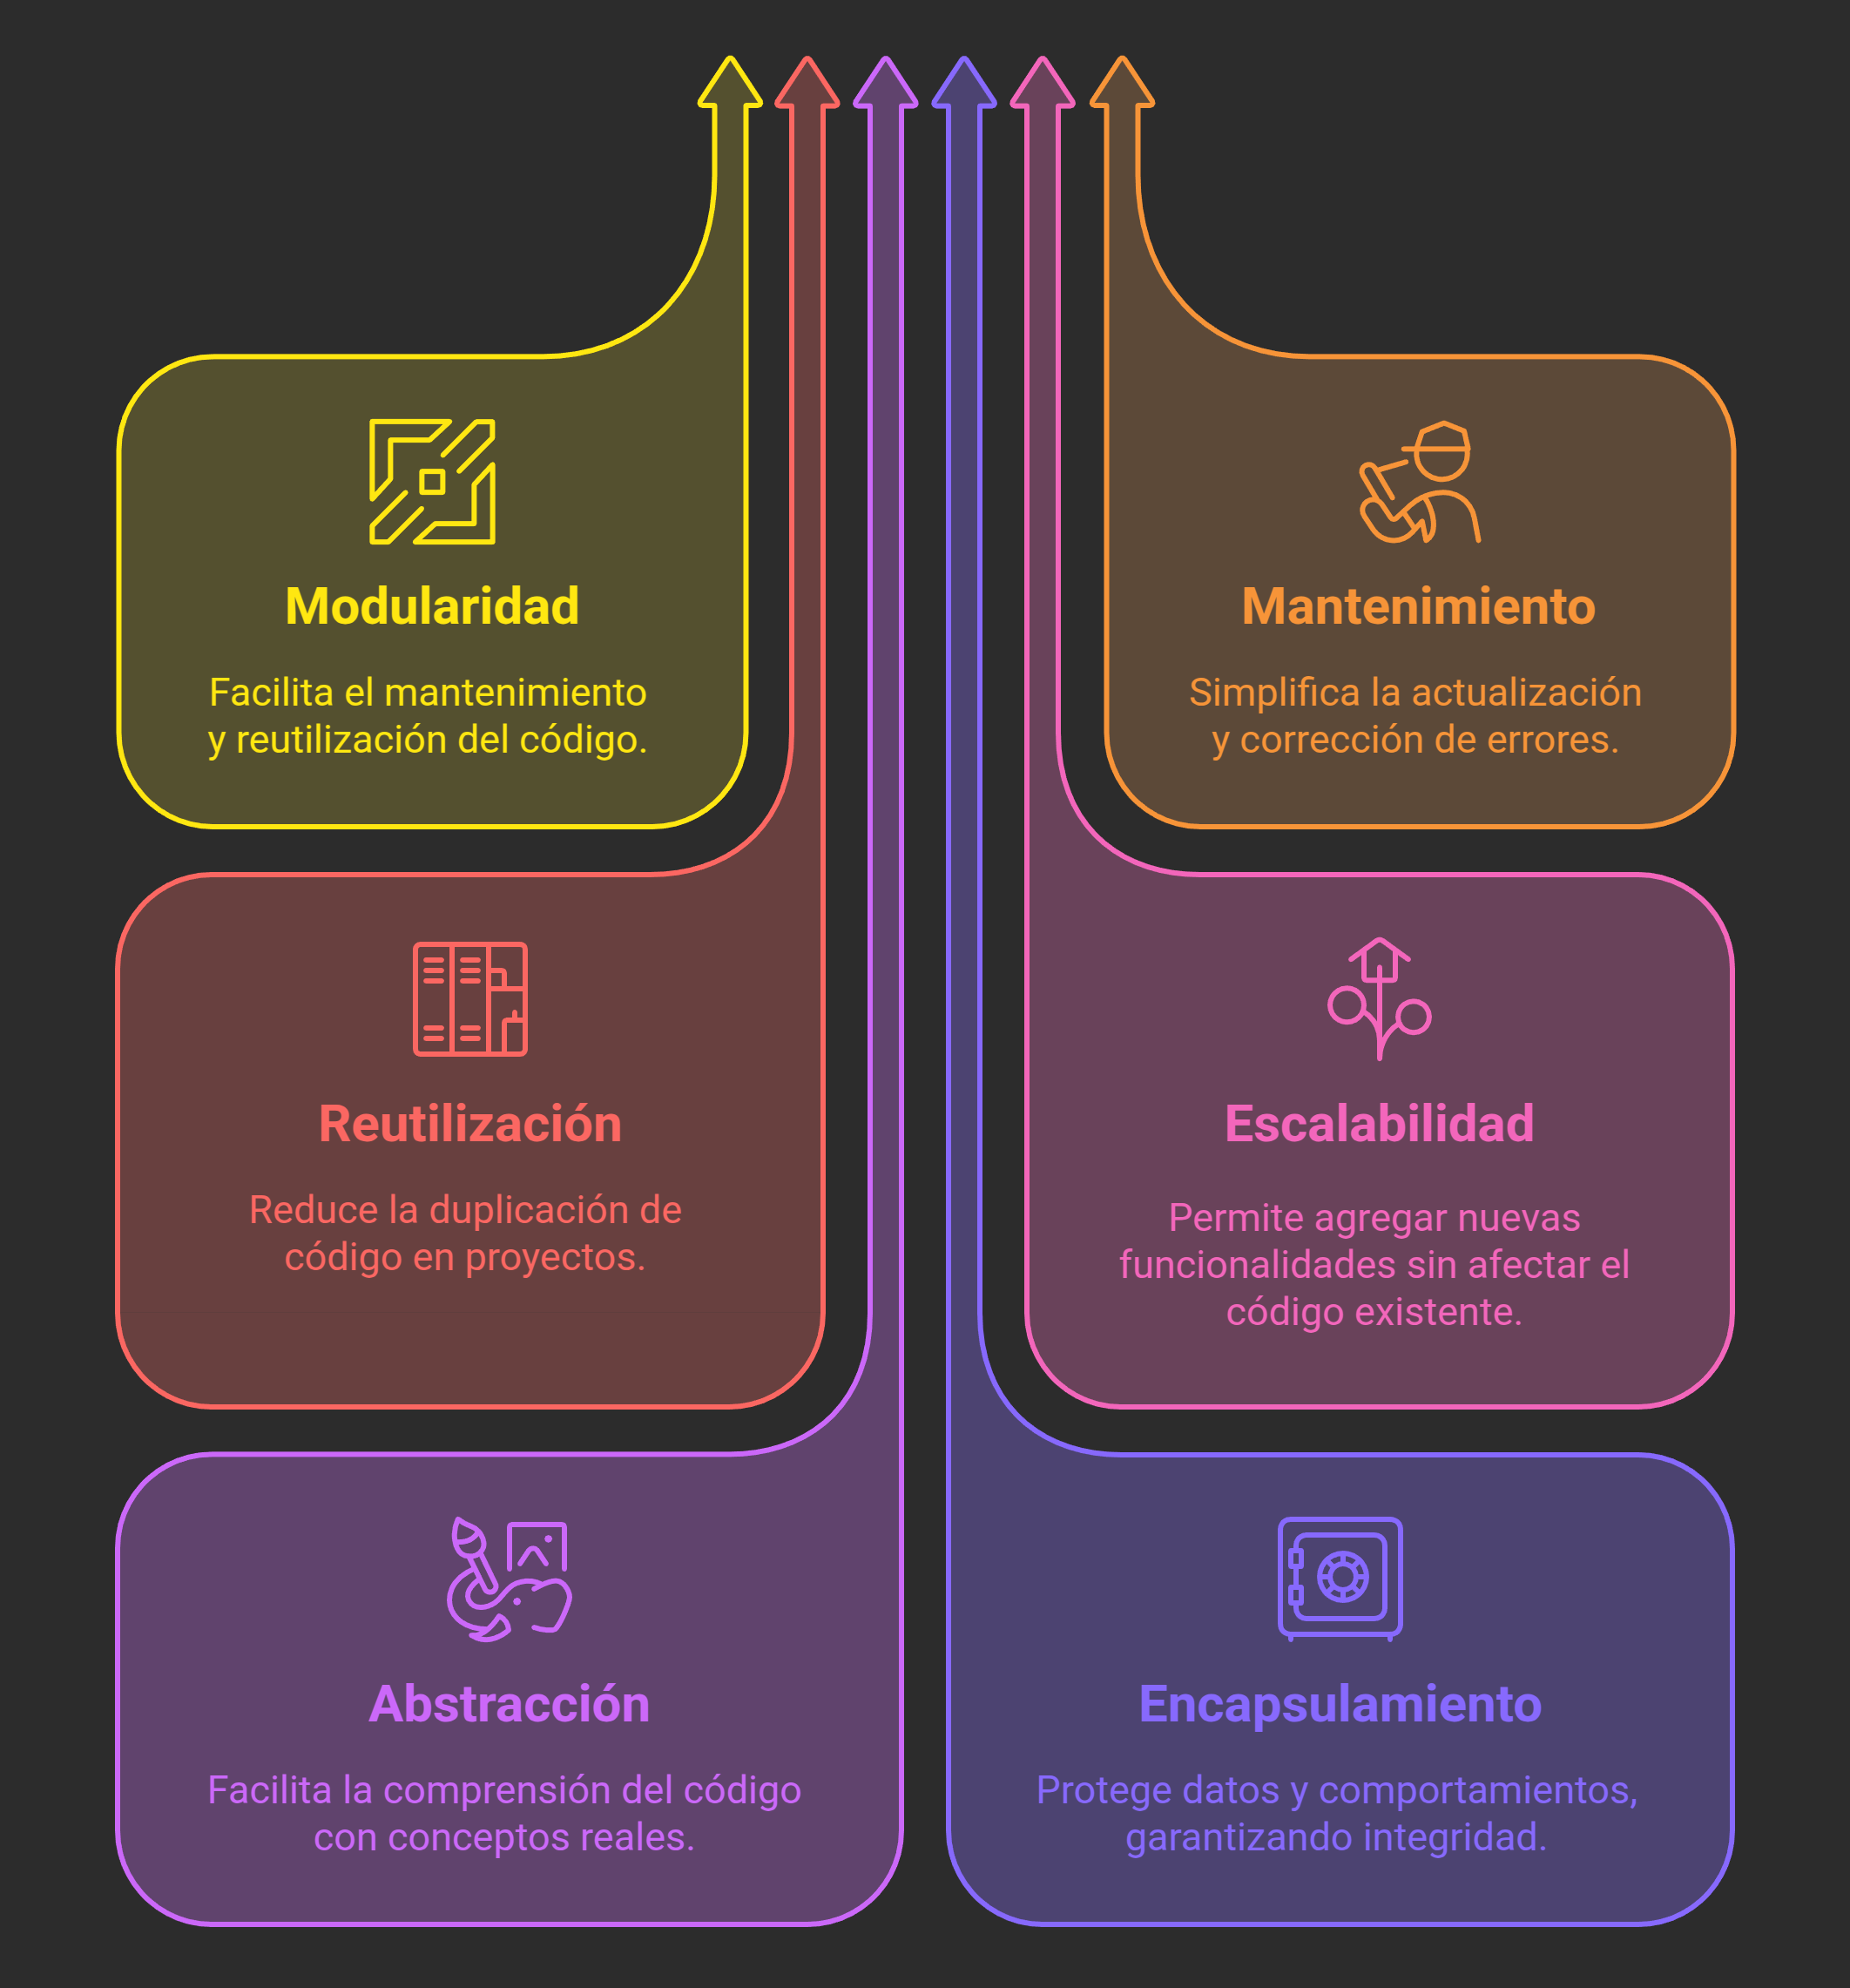 Modularidad
Facilita el mantenimiento
y reutilización del código.
Mantenimiento
Simplifica la actualización
y corrección de errores.
Reutilización
Reduce la duplicación de
código en proyectos.
Escalabilidad
Permite agregar nuevas
funcionalidades sin afectar el
código existente.
Abstracción
Facilita la comprensión del código
con conceptos reales.
Encapsulamiento
Protege datos y comportamientos,
garantizando integridad.